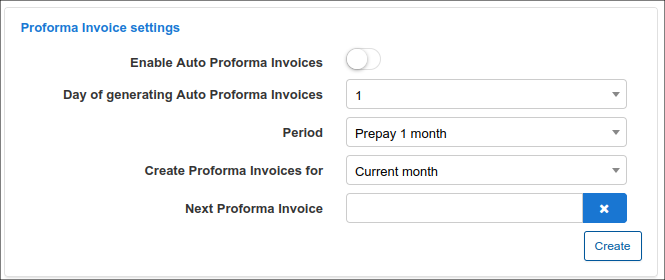 Proforma Invoice settings
Enable Auto Proforma Invoices
Day of generating Auto Proforma Invoices 1
Period Prepay 1 month
Create Proforma Invoices for Current month
Next Proforma Invoice
Create